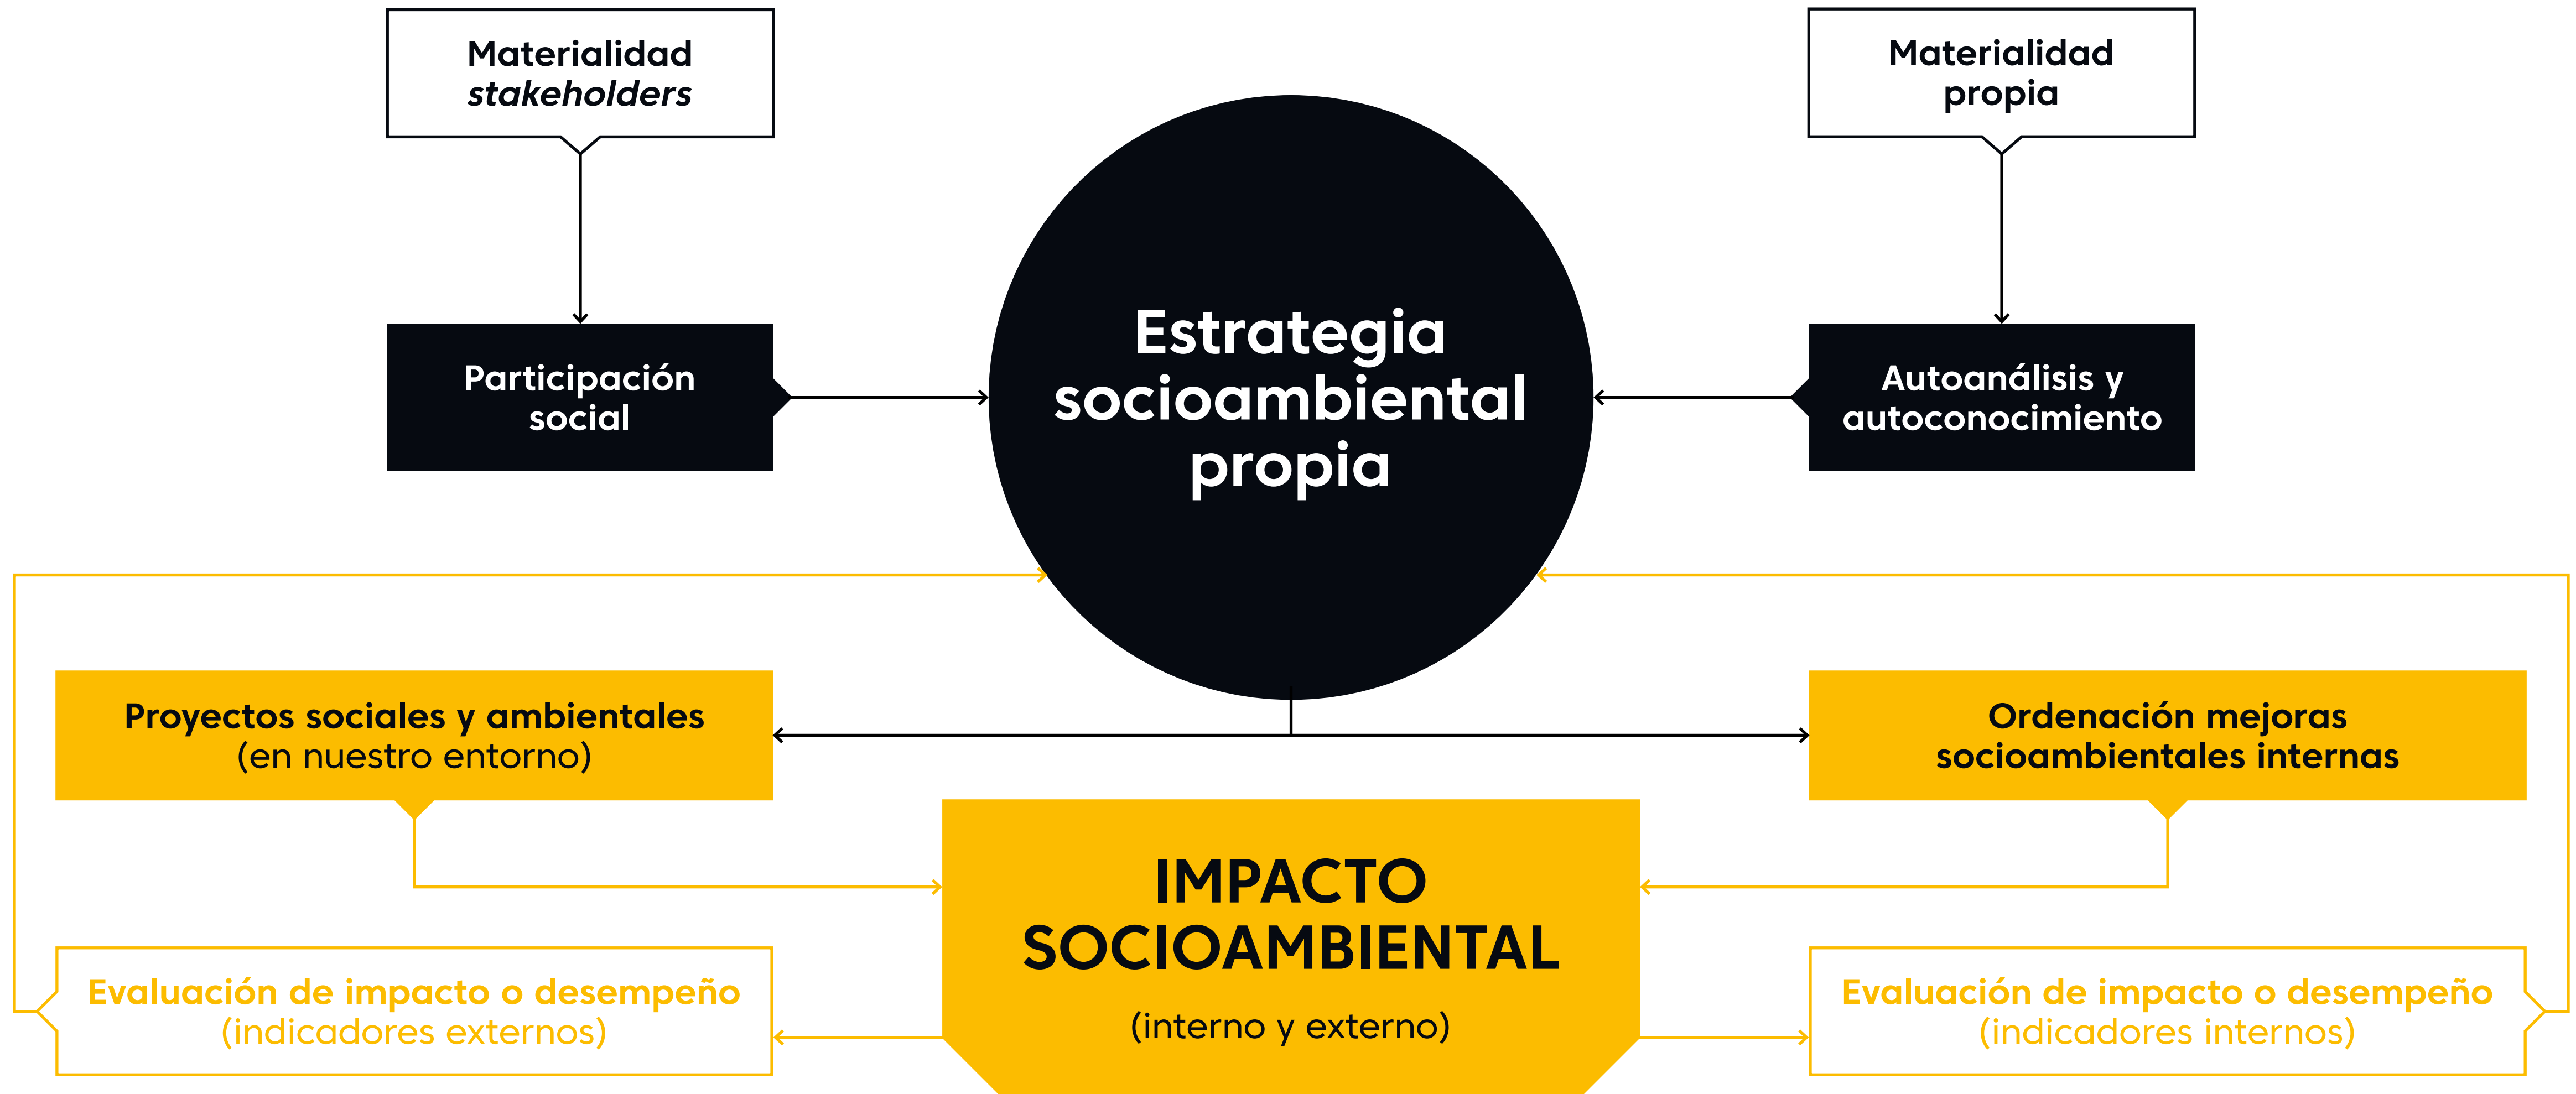 Materialidad
stakeholders
Materialidad
propia
Estrategia
socioambiental
propia
Participación
social
Autoanálisis y
autoconocimiento
Proyectos sociales y ambientales
(en nuestro entorno)
Ordenación mejoras
socioambientales internas
IMPACTO
SOCIOAMBIENTAL
(interno y externo)
Evaluación de impacto o desempeño
(indicadores externos)
Evaluación de impacto o desempeño
(indicadores internos)